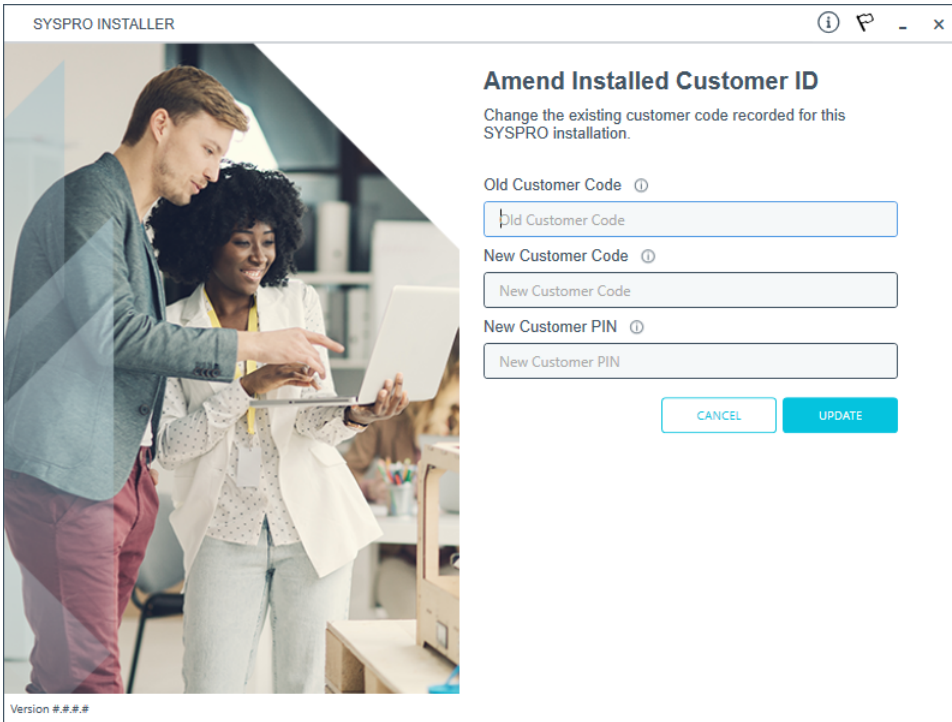 SYSPRO INSTALLER
Amend Installed Customer ID
Change the existing customer code recorded for this
SYSPRO installation.
Old Customer Code
Old Customer Code
New Customer Code
New Customer Code
New Customer PIN
New Customer PIN
CANCEL UPDATE
Version #.#.#.#